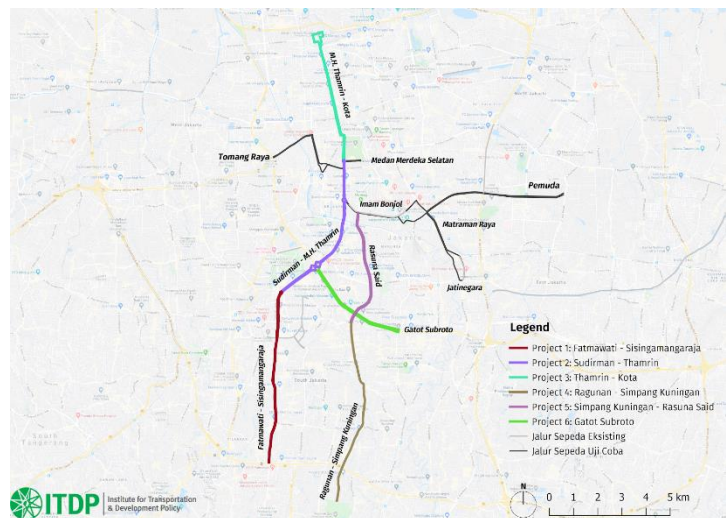 M.H. Thamrin - Kota
Tomang Raya
Medan Merdeka Selatan
Imam Bonjol
Pemuda
Matraman Raya
Jatinegara
Sudirman - M.H. Thamrin
Rasuna Said
Gatot Subroto
Fatmawati - Sisingamangaraja
Ragunan - Simpang Kuningan
Legend
Project 1: Fatmawati - Sisingamangaraja
Project 2: Sudirman - Thamrin
Project 3: Thamrin - Kota
Project 4: Ragunan - Simpang Kuningan
Project 5: Simpang Kuningan - Rasuna Said
Project 6: Gatot Subroto
Jalur Sepeda Eksisting
Jalur Sepeda Uji Coba
N
0 1 2 3 4 5 km
ITDP
Institute for Transportation
& Development Policy